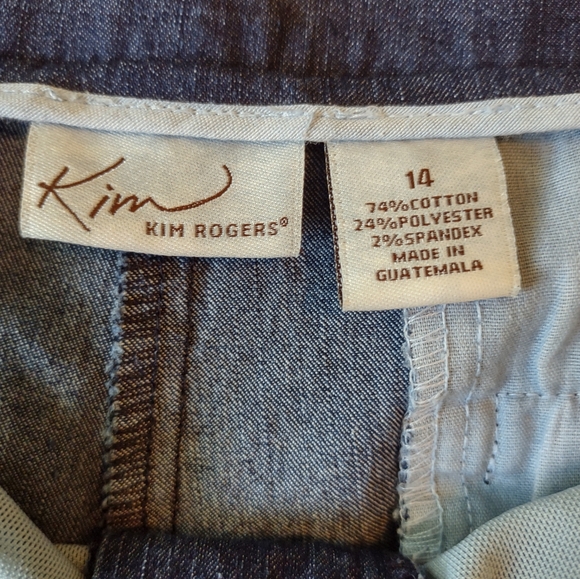 Kim
KIM ROGERS®
14
74%COTTON
24%POLYESTER
2%SPANDEX
MADE IN
GUATEMALA